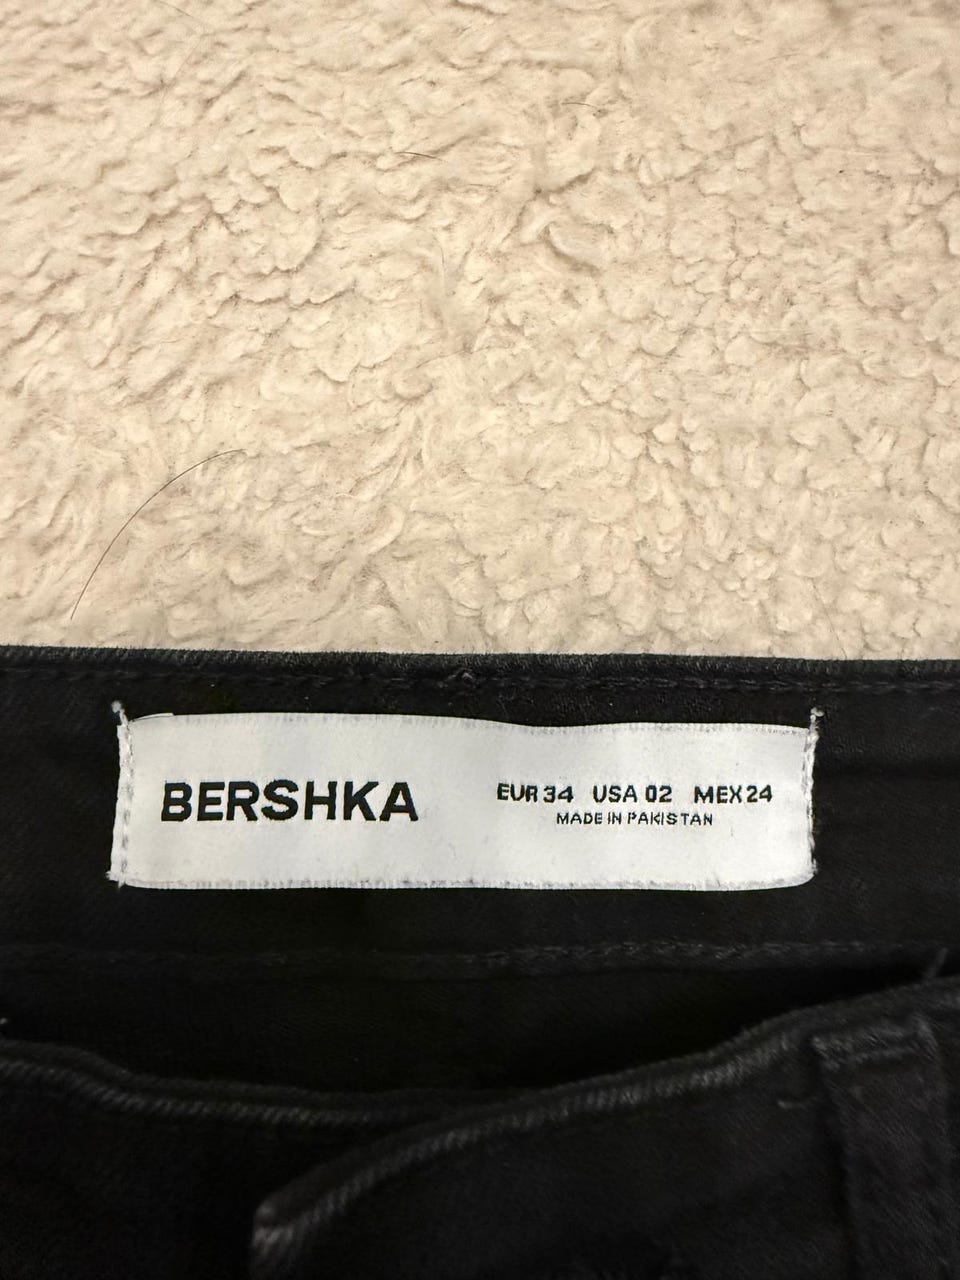 BERSHKA
EUR 34 USA 02 MEX 24
MADE IN PAKISTAN